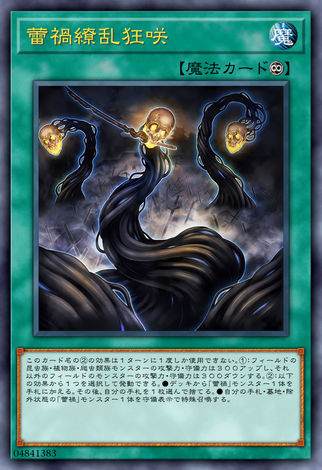 蕾禍繚乱狂咲
魔
【魔法カード】
このカード名の②の効果は１ターンに１度しか使用できない。①：フィールドの
昆虫族・植物族・爬虫類族モンスターの攻撃力・守備力は３００アップし、それ
以外のフィールドのモンスターの攻撃力・守備力は３００ダウンする。②：以下
の効果から１つを選択して発動できる。●デッキから「蕾禍」モンスター１体を
手札に加える。その後、自分の手札を１枚選んで捨てる。●自分の手札・墓地・除
外状態の「蕾禍」モンスター１体を守備表示で特殊召喚する。
04841383